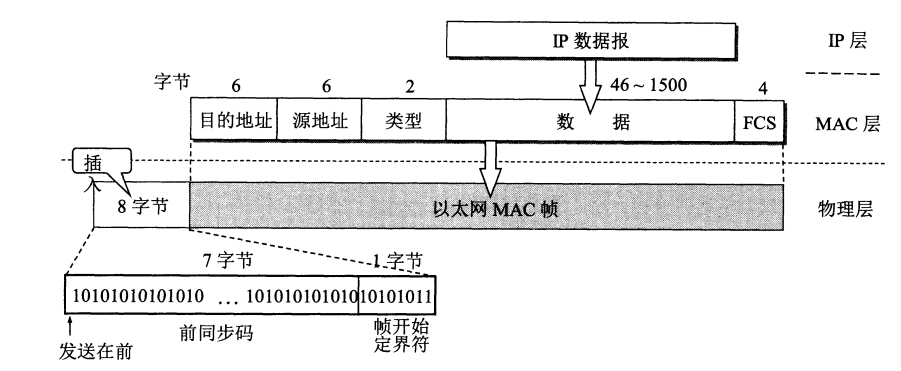 IP 数据报
IP 层
字节
6
6
2
46～1500
4
目的地址
源地址
类型
数 据
FCS
MAC 层
插
入
8 字节
以太网 MAC 帧
物理层
7 字节
1 字节
10101010101010 … 101010101010
10101011
前同步码
帧开始
定界符
发送在前